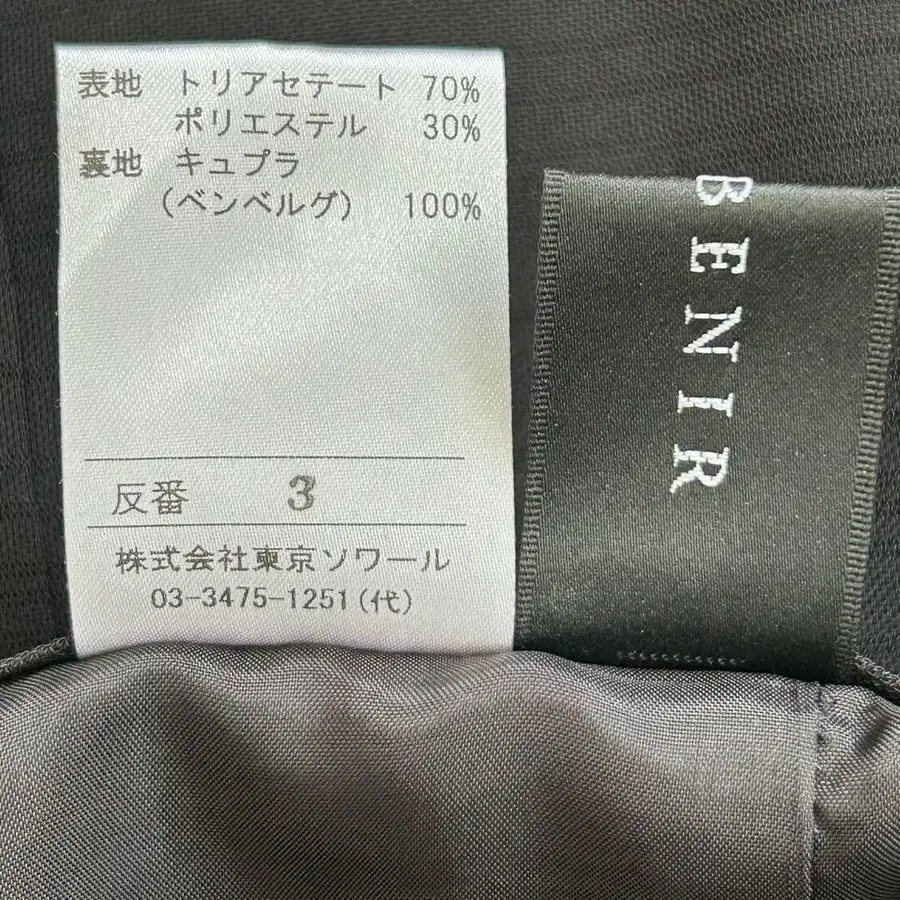 表地 トリアセテート 70%
ポリエステル 30%
裏地 キュプラ
(ベンベルグ) 100%
反番 3
株式会社東京ソワール
03-3475-1251(代)
BENIR